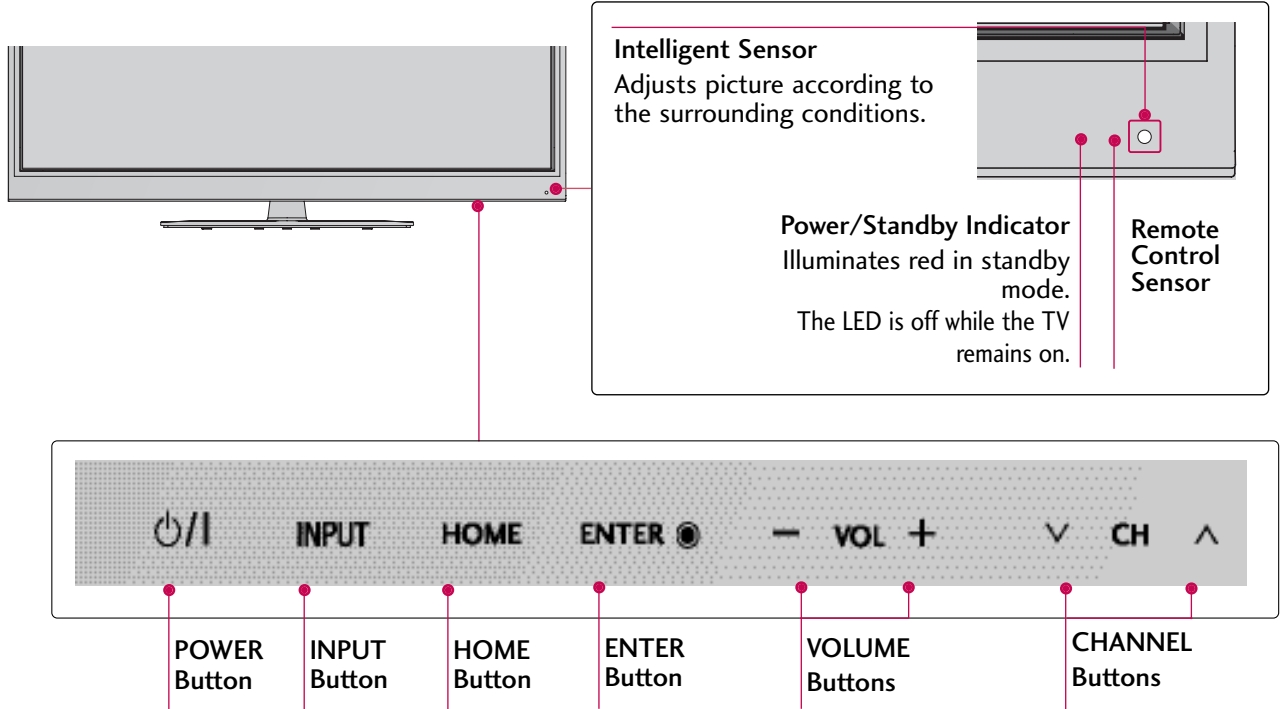 Intelligent Sensor
Adjusts picture according to
the surrounding conditions.
Power/Standby Indicator
Illuminates red in standby
mode.
The LED is off while the TV
remains on.
Remote
Control
Sensor
⏻/I INPUT HOME ENTER ◉ − VOL + ∨ CH ∧
POWER
Button
INPUT
Button
HOME
Button
ENTER
Button
VOLUME
Buttons
CHANNEL
Buttons